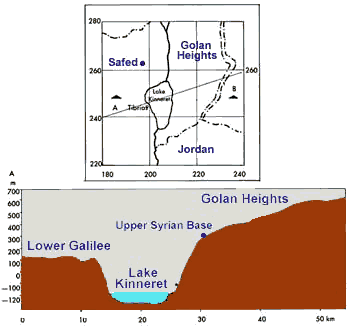 280
Golan
Heights
Safed
260
260
Lake
Kinneret
A
B
Tibrias
240
220
Jordan
180
200
220
240
A
m
700
600
500
400
300
200
100
0
-120
-120
Golan Heights
Upper Syrian Base
Lower Galilee
Lake
Kinneret
0
10
20
30
40
50 km